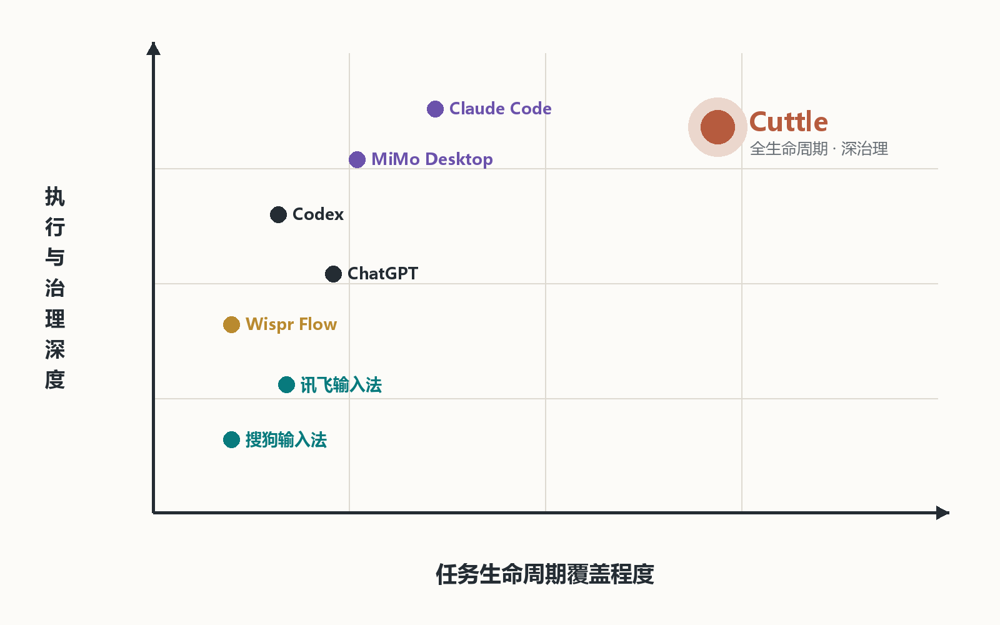 Claude Code
Cuttle
全生命周期 · 深治理
MiMo Desktop
执行与治理深度
Codex
ChatGPT
Wispr Flow
讯飞输入法
搜狗输入法
任务生命周期覆盖程度